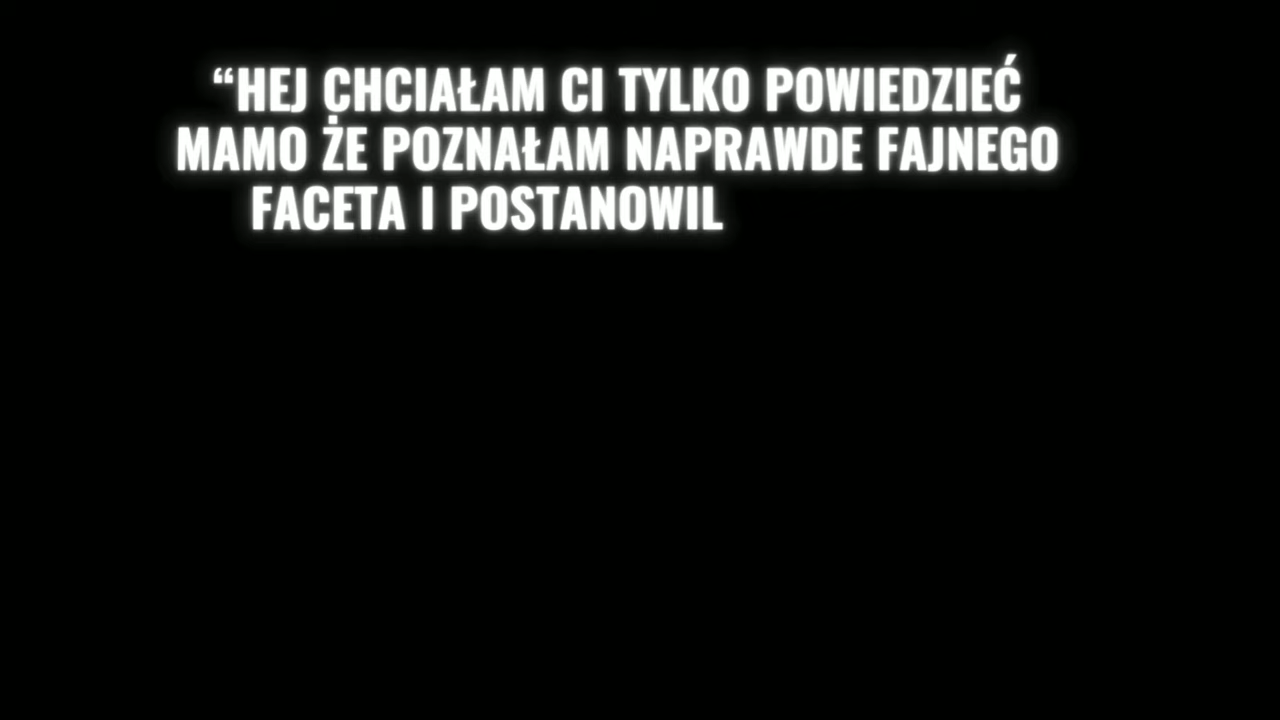 “HEJ CHCIAŁAM CI TYLKO POWIEDZIEĆ
MAMO ŻE POZNAŁAM NAPRAWDE FAJNEGO
FACETA I POSTANOWIL